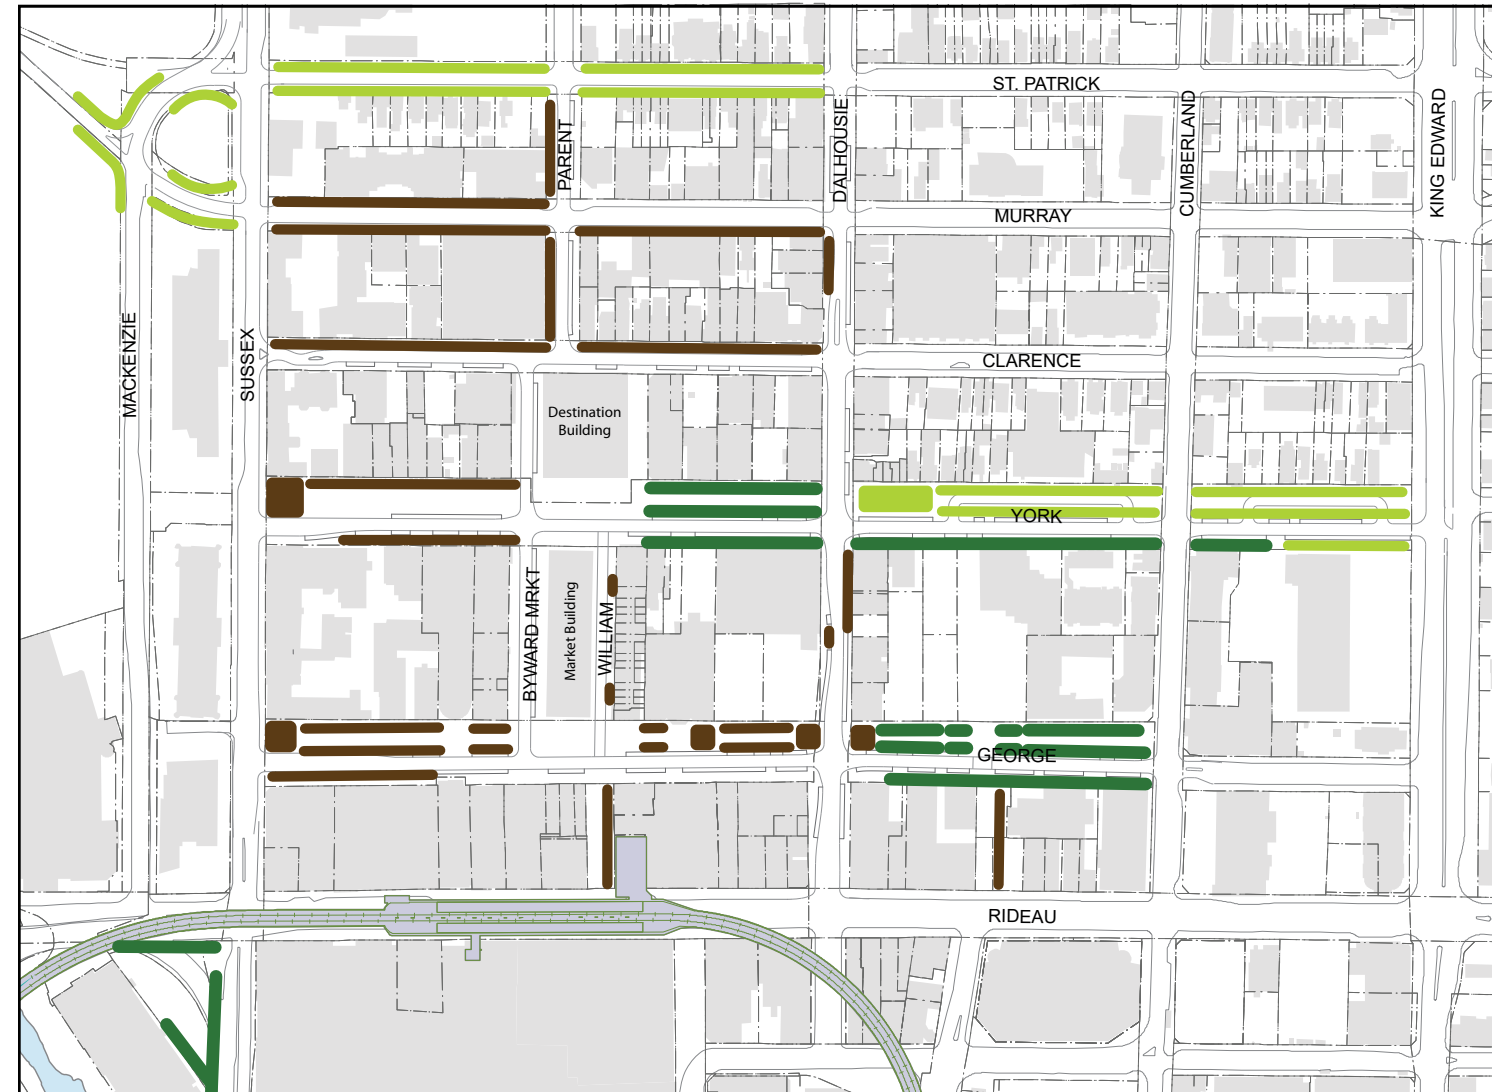 ST. PATRICK
PARENT
DALHOUSIE
CUMBERLAND
KING EDWARD
MURRAY
MACKENZIE
SUSSEX
CLARENCE
Destination
Building
YORK
BYWARD MRKT
Market Building
WILLIAM
GEORGE
RIDEAU